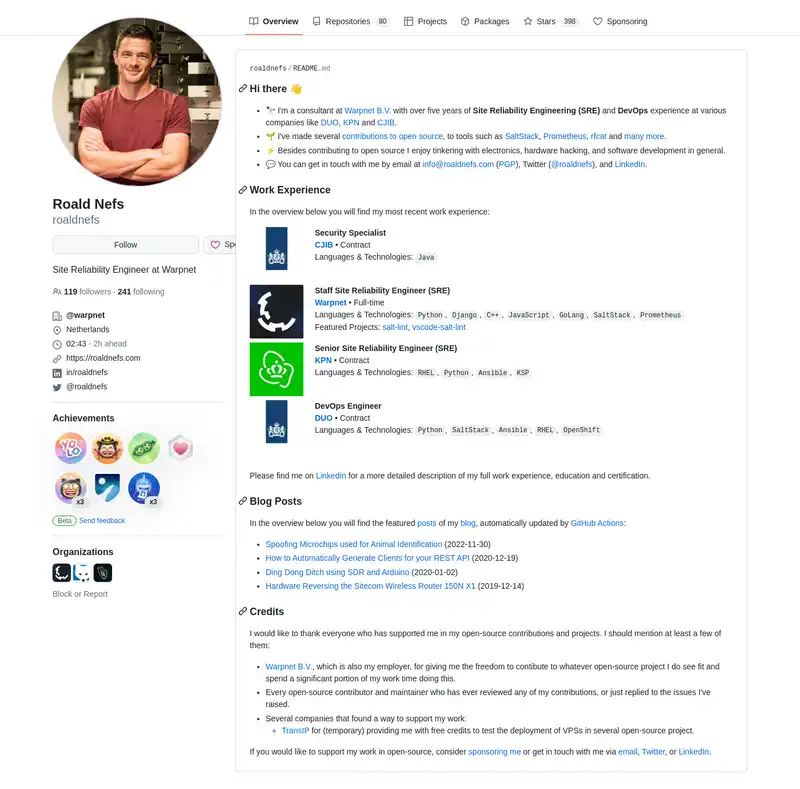 Overview Repositories 80 Projects Packages Stars 398 Sponsoring
Roald Nefs
roaldnefs
Follow
Site Reliability Engineer at Warpnet
119 followers · 241 following
@warpnet
Netherlands
02:43 - 2h ahead
https://roaldnefs.com
in/roaldnefs
@roaldnefs
Achievements
YOLO
x3
x3
Beta Send feedback
Organizations
Block or Report
roaldnefs / README.md
Hi there 👋
🔭 I'm a consultant at Warpnet B.V. with over five years of Site Reliability Engineering (SRE) and DevOps experience at various
companies like DUO, KPN and CJIB.
🌱 I've made several contributions to open source, to tools such as SaltStack, Prometheus, rfcat and many more.
⚡ Besides contributing to open source I enjoy tinkering with electronics, hardware hacking, and software development in general.
💬 You can get in touch with me by email at info@roaldnefs.com (PGP), Twitter (@roaldnefs), and LinkedIn.
Work Experience
In the overview below you will find my most recent work experience:
Security Specialist
CJIB • Contract
Languages & Technologies: Java
Staff Site Reliability Engineer (SRE)
Warpnet • Full-time
Languages & Technologies: Python, Django, C++, JavaScript, GoLang, SaltStack, Prometheus
Featured Projects: salt-lint, vscode-salt-lint
Senior Site Reliability Engineer (SRE)
KPN • Contract
Languages & Technologies: RHEL, Python, Ansible, KSP
DevOps Engineer
DUO • Contract
Languages & Technologies: Python, SaltStack, Ansible, RHEL, OpenShift
Please find me on LinkedIn for a more detailed description of my full work experience, education and certification.
Blog Posts
In the overview below you will find the featured posts of my blog, automatically updated by GitHub Actions:
Spoofing Microchips used for Animal Identification (2022-11-30)
How to Automatically Generate Clients for your REST API (2020-12-19)
Ding Dong Ditch using SDR and Arduino (2020-01-02)
Hardware Reversing the Sitecom Wireless Router 150N X1 (2019-12-14)
Credits
I would like to thank everyone who has supported me in my open-source contributions and projects. I should mention at least a few of
them:
Warpnet B.V., which is also my employer, for giving me the freedom to contibute to whatever open-source project I do see fit and
spend a significant portion of my work time doing this.
Every open-source contributor and maintainer who has ever reviewed any of my contributions, or just replied to the issues I've
raised.
Several companies that found a way to support my work:
TransIP for (temporary) providing me with free credits to test the deployment of VPSs in several open-source project.
If you would like to support my work in open-source, consider sponsoring me or get in touch with me via email, Twitter, or LinkedIn.